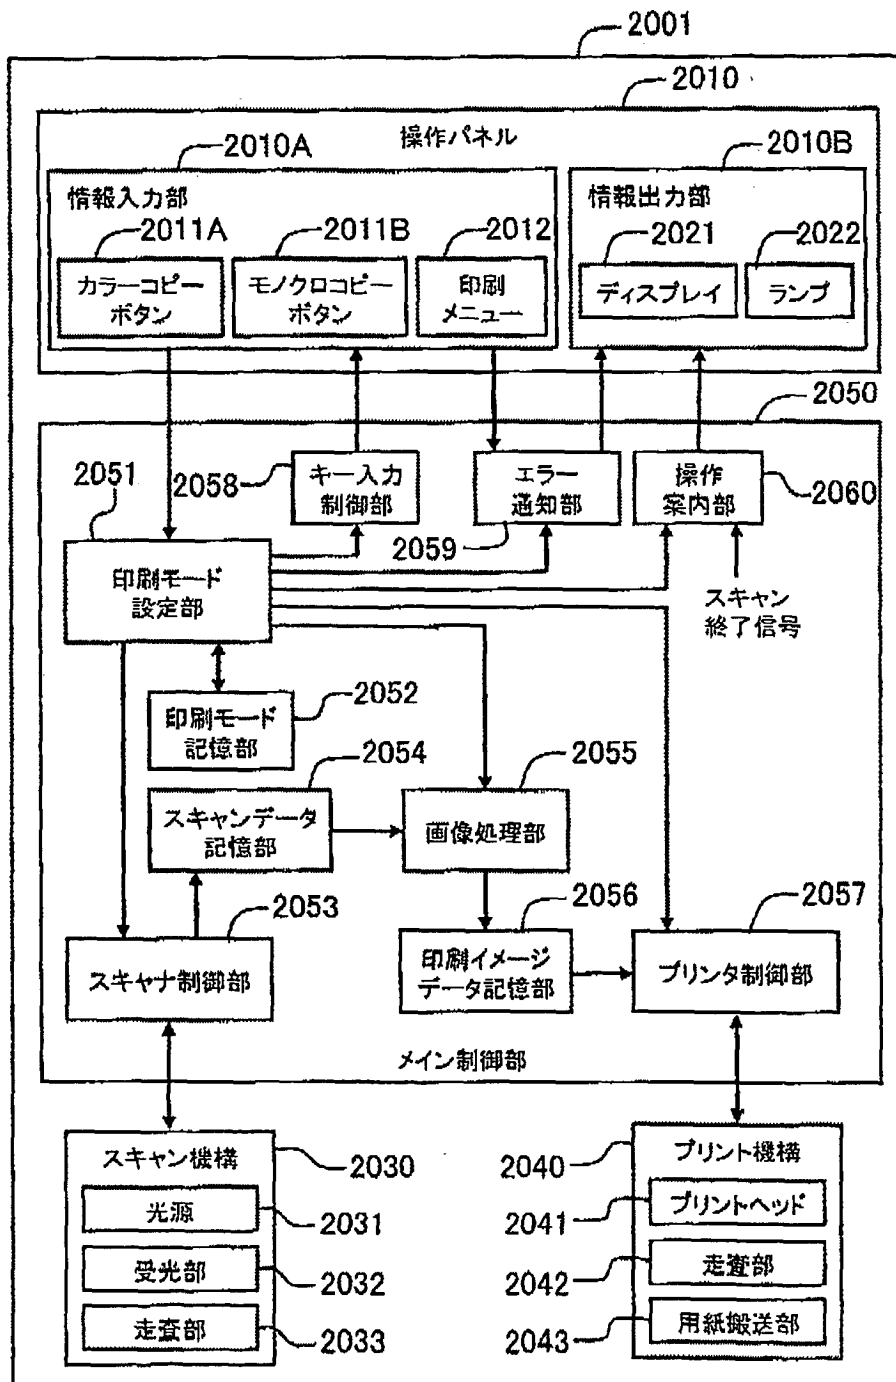 2001
2010
操作パネル
2010A
2010B
情報入力部
情報出力部
2011A
2011B
2012
2021
2022
カラーコピー
ボタン
モノクロコピー
ボタン
印刷
メニュー
ディスプレイ
ランプ
2050
2051
2058
キー入力
制御部
エラー
通知部
2059
操作
案内部
2060
印刷モード
設定部
スキャン
終了信号
2052
印刷モード
記憶部
2054
2055
スキャンデータ
記憶部
画像処理部
2053
2056
2057
スキャナ制御部
印刷イメージ
データ記憶部
プリンタ制御部
メイン制御部
スキャン機構
2030
光源
2031
受光部
2032
走査部
2033
2040
プリント機構
2041
プリントヘッド
2042
走査部
2043
用紙搬送部